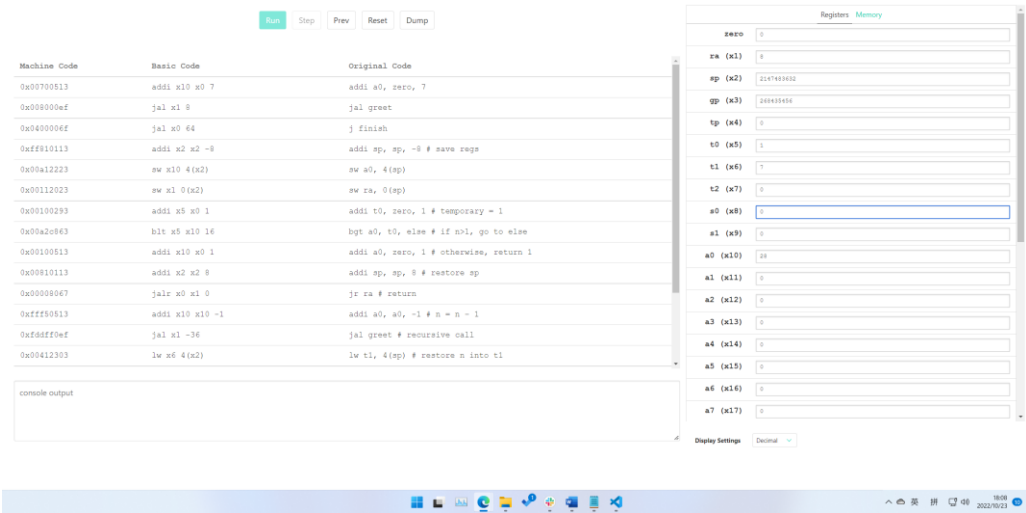 Run Step Prev Reset Dump
Machine Code Basic Code Original Code
0x00700513 addi x10 x0 7 addi a0, zero, 7
0x008000ef jal x1 8 jal greet
0x0400006f jal x0 64 j finish
0xff810113 addi x2 x2 -8 addi sp, sp, -8 # save regs
0x00a12223 sw x10 4(x2) sw a0, 4(sp)
0x00112023 sw x1 0(x2) sw ra, 0(sp)
0x00100293 addi x5 x0 1 addi t0, zero, 1 # temporary = 1
0x00a2c863 blt x5 x10 16 bgt a0, t0, else # if n>1, go to else
0x00100513 addi x10 x0 1 addi a0, zero, 1 # otherwise, return 1
0x00810113 addi x2 x2 8 addi sp, sp, 8 # restore sp
0x00008067 jalr x0 x1 0 jr ra # return
0xfff50513 addi x10 x10 -1 addi a0, a0, -1 # n = n - 1
0xfddff0ef jal x1 -36 jal greet # recursive call
0x00412303 lw x6 4(x2) lw t1, 4(sp) # restore n into t1
console output
Registers Memory
zero 0
ra (x1) 8
sp (x2) 2147483632
gp (x3) 268435456
tp (x4) 0
t0 (x5) 1
t1 (x6) 7
t2 (x7) 0
s0 (x8) 0
s1 (x9) 0
a0 (x10) 28
a1 (x11) 0
a2 (x12) 0
a3 (x13) 0
a4 (x14) 0
a5 (x15) 0
a6 (x16) 0
a7 (x17) 0
Display Settings Decimal
英 拼 18:08
2022/10/23